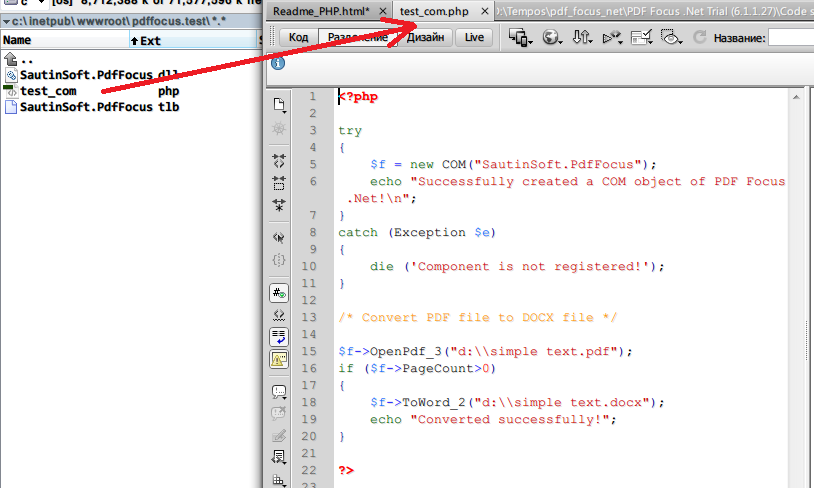 c
8,712,388 k of 71,577,596 k
c:\ inetpub\ wwwroot\ pdffocus.test\ *.*
Name
Ext
..
SautinSoft.PdfFocus dll
test_com php
SautinSoft.PdfFocus tlb
Readme_PHP.html*
test_com.php
:\Tempos\pdf_focus_net\PDF Focus .Net Trial (6.1.1.27)\Code s
Код
Разделение
Дизайн
Live
Название:
1 <?php
2
3 try
4 {
5 $f = new COM("SautinSoft.PdfFocus");
6 echo "Successfully created a COM object of PDF Focus
.Net!\n";
7 }
8 catch (Exception $e)
9 {
10 die ('Component is not registered!');
11 }
12
13 /* Convert PDF file to DOCX file */
14
15 $f->OpenPdf_3("d:\\simple text.pdf");
16 if ($f->PageCount>0)
17 {
18 $f->ToWord_2("d:\\simple text.docx");
19 echo "Converted successfully!";
20 }
21
22 ?>
23